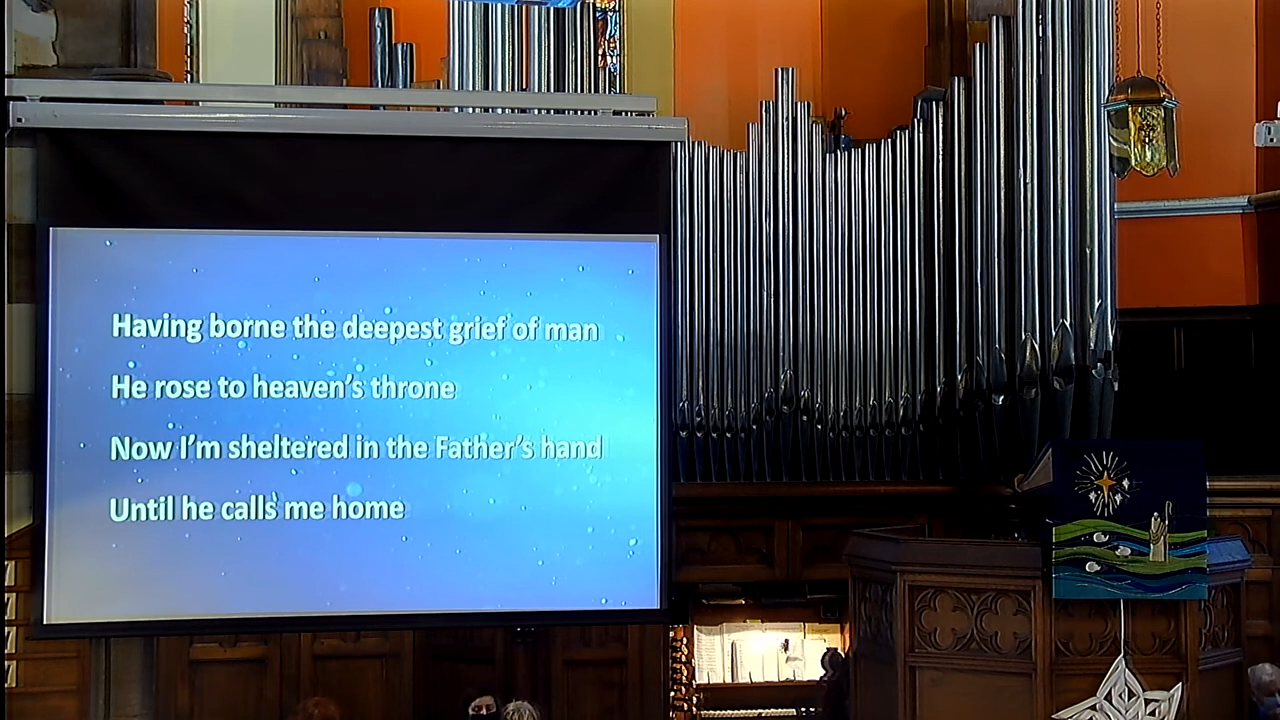 Having borne the deepest grief of man
He rose to heaven's throne
Now I'm sheltered in the Father's hand
Until he calls me home